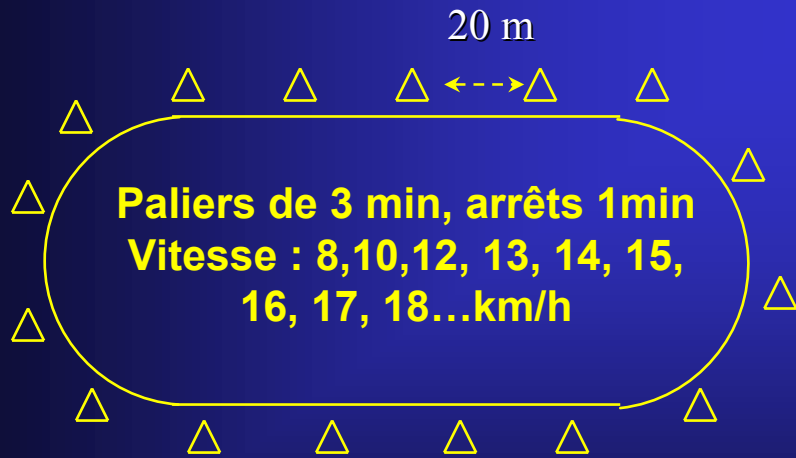 20 m
Paliers de 3 min, arrêts 1min
Vitesse : 8,10,12, 13, 14, 15,
16, 17, 18...km/h